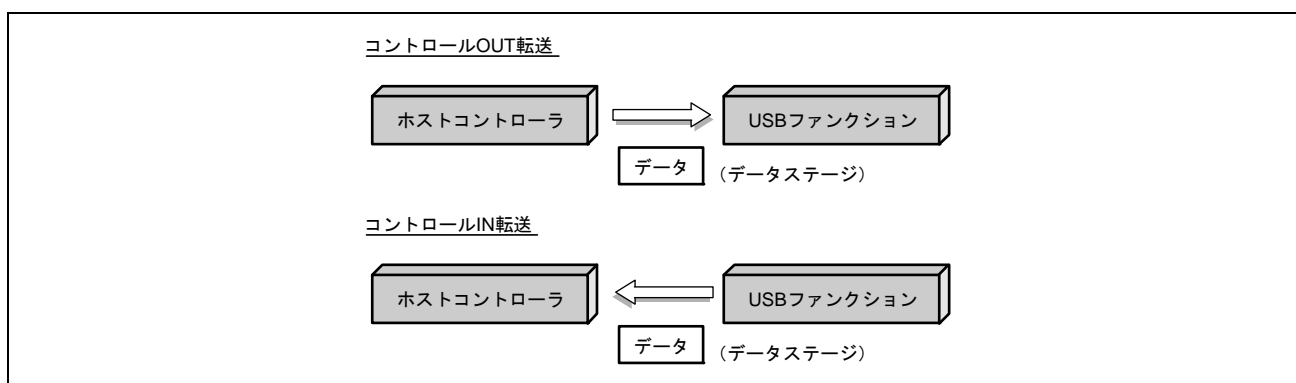 コントロールOUT転送
ホストコントローラ
USBファンクション
データ
（データステージ）
コントロールIN転送
ホストコントローラ
USBファンクション
データ
（データステージ）